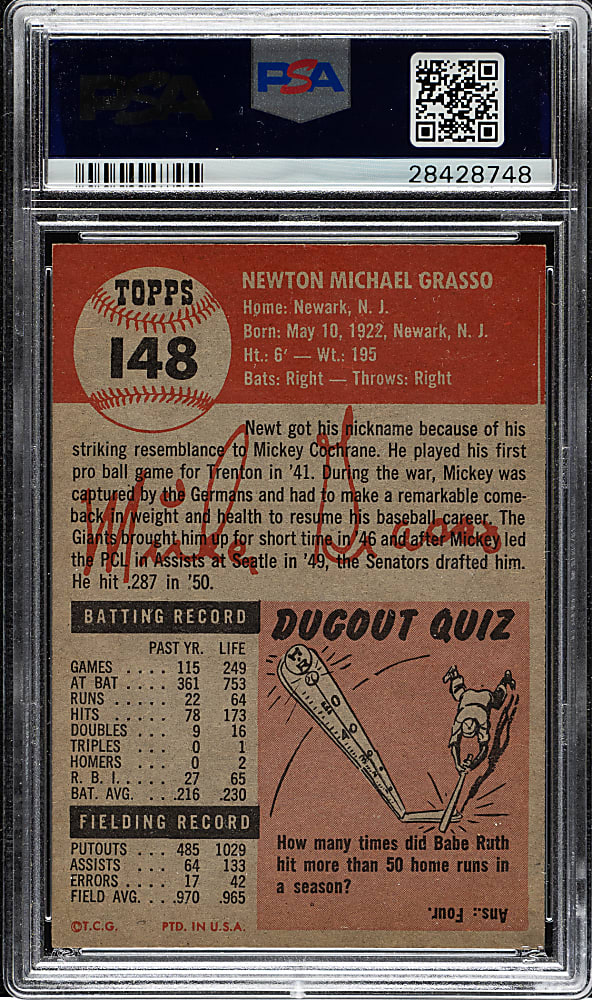 PSA
PSA
28428748
TOPPS
148
NEWTON MICHAEL GRASSO
Home: Newark, N. J.
Born: May 10, 1922, Newark, N. J.
Ht.: 6' — Wt.: 195
Bats: Right — Throws: Right
Newt got his nickname because of his
striking resemblance to Mickey Cochrane. He played his first
pro ball game for Trenton in '41. During the war, Mickey was
captured by the Germans and had to make a remarkable come-
back in weight and health to resume his baseball career. The
Giants brought him up for short time in '46 and after Mickey led
the PCL in Assists at Seatle in '49, the Senators drafted him.
He hit .287 in '50.
Mike Grasso
BATTING RECORD
PAST YR. LIFE
GAMES .... 115 249
AT BAT .... 361 753
RUNS ..... 22 64
HITS ..... 78 173
DOUBLES .. 9 16
TRIPLES ... 0 1
HOMERS ... 0 2
R. B. I..... 27 65
BAT. AVG. ... .216 .230
FIELDING RECORD
PUTOUTS ... 485 1029
ASSISTS .... 64 133
ERRORS .... 17 42
FIELD AVG. ... .970 .965
©T.C.G. PTD. IN U.S.A.
DUGOUT QUIZ
How many times did Babe Ruth
hit more than 50 home runs in
a season?
Ans.: Four.